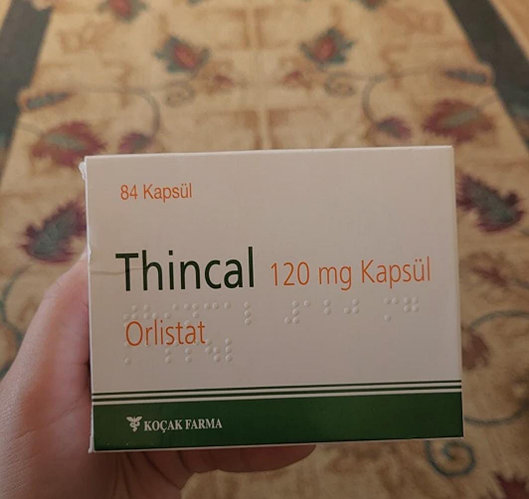 84 Kapsül
Thincal 120 mg Kapsül
Orlistat
KOÇAK FARMA